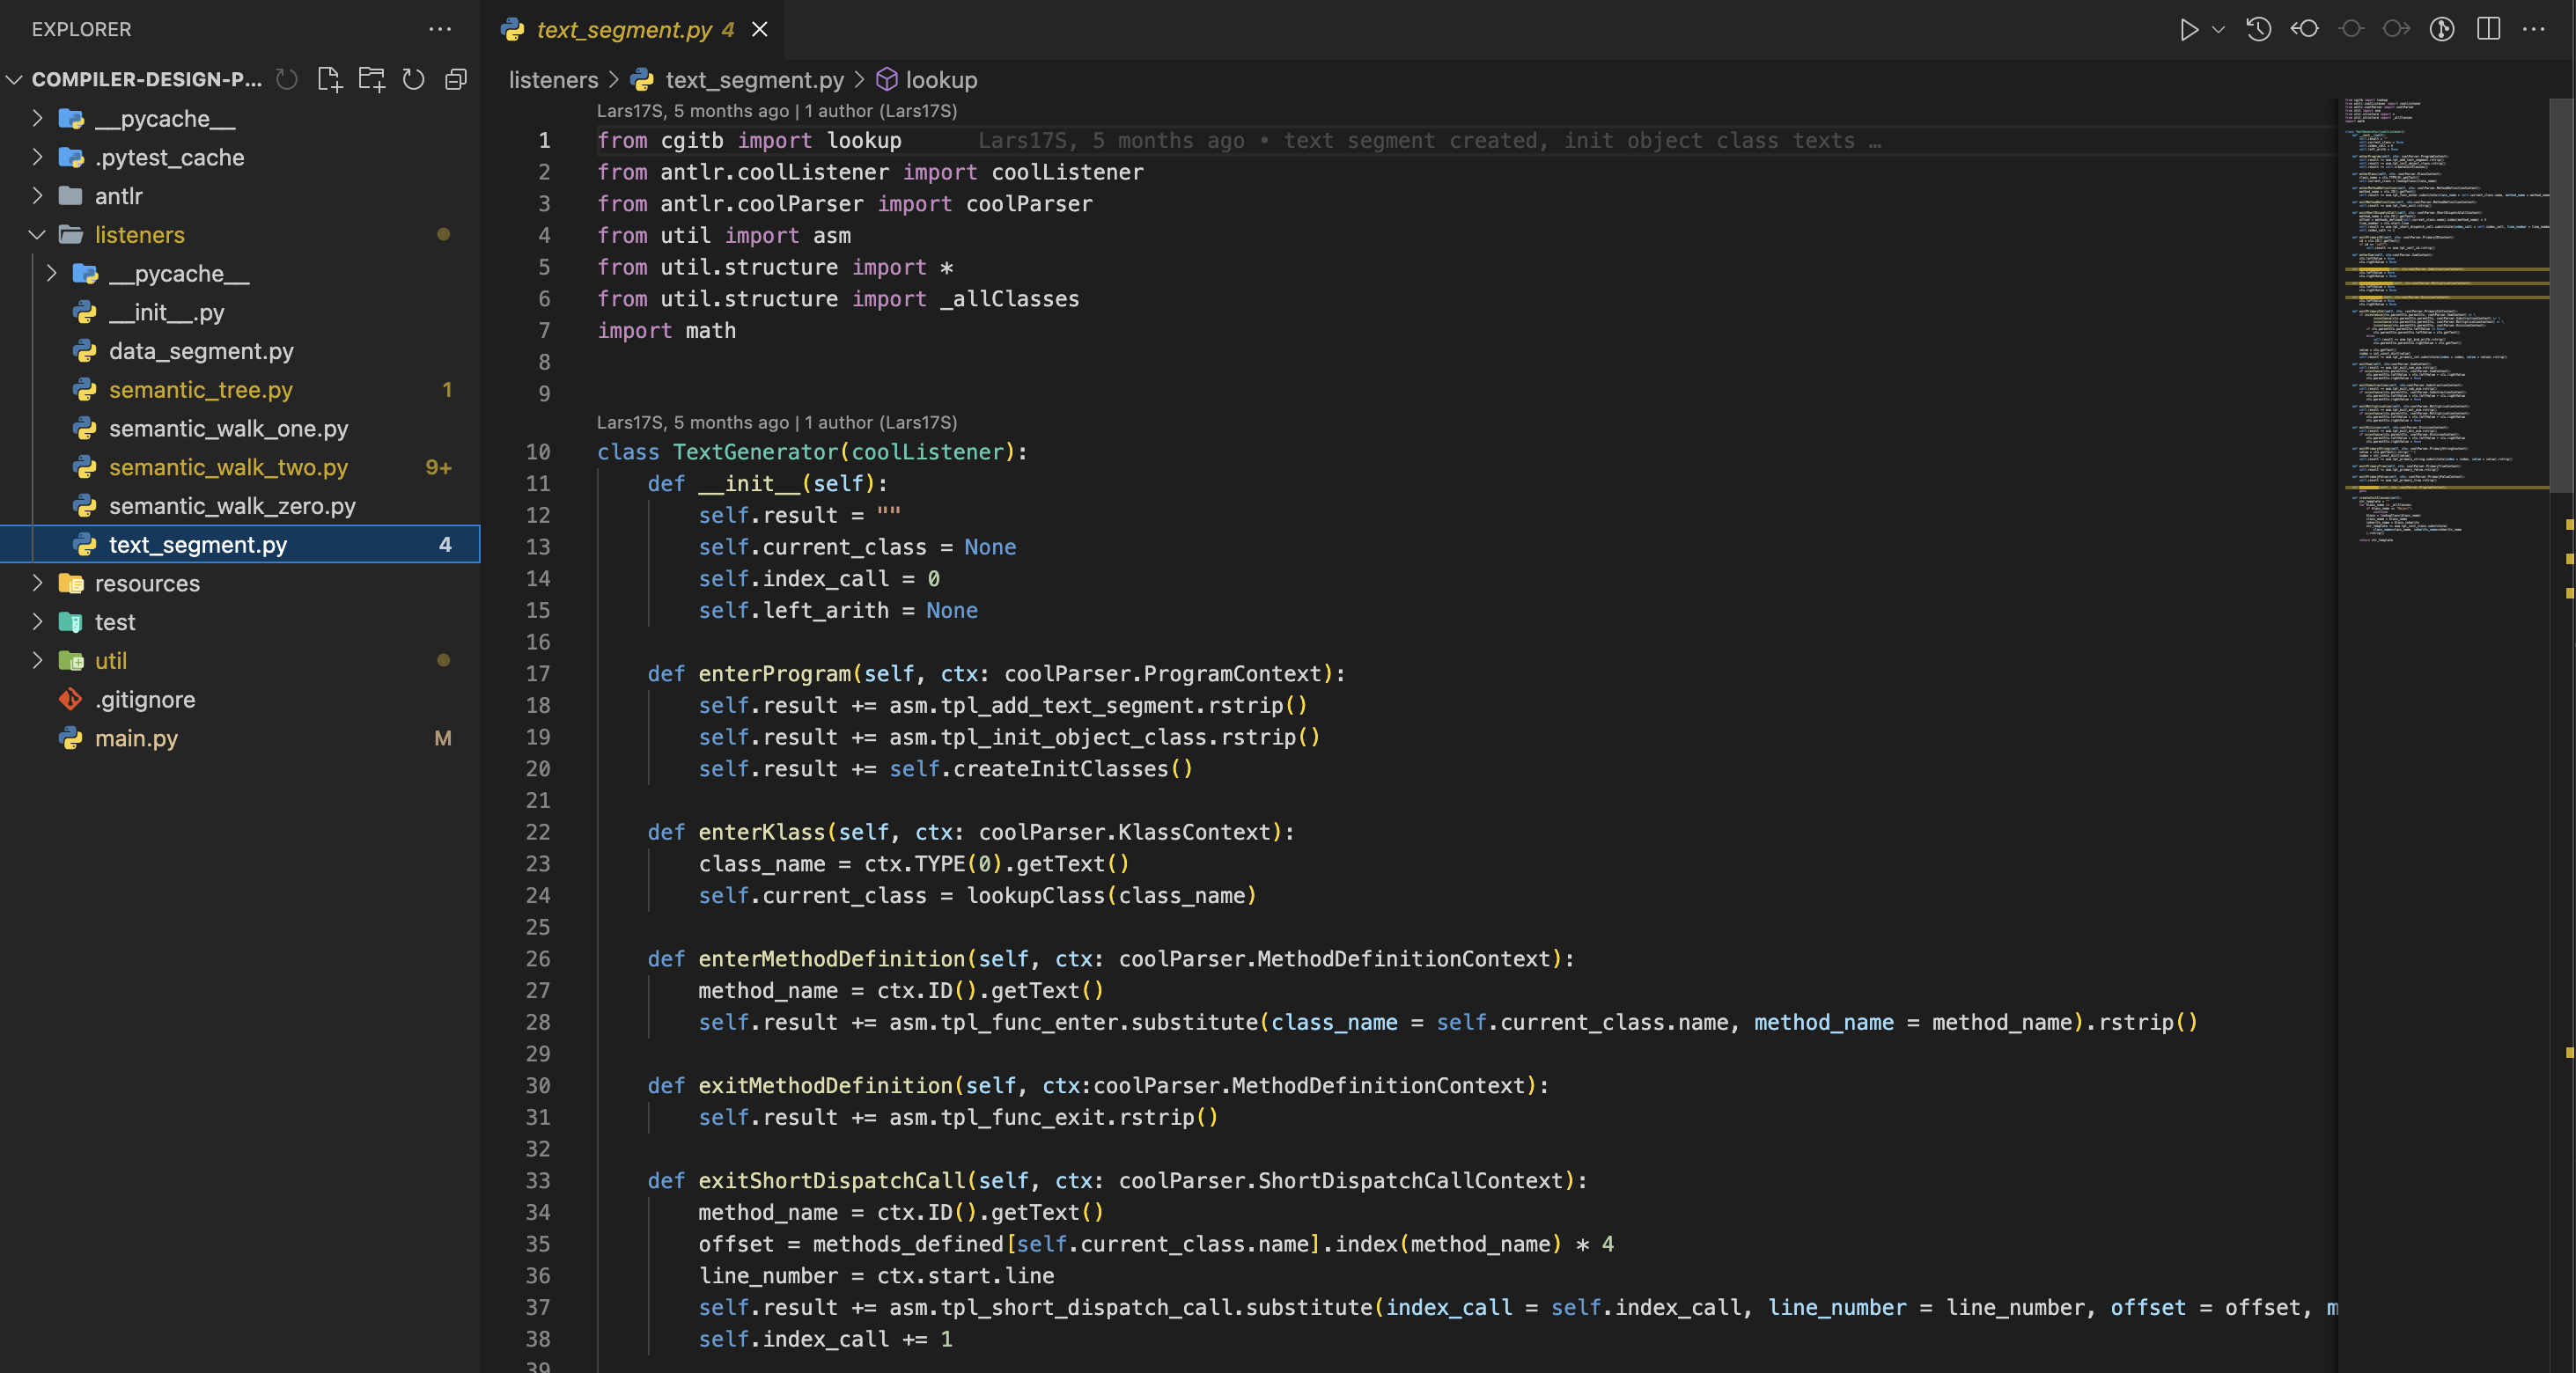 EXPLORER
COMPILER-DESIGN-P...
__pycache__
.pytest_cache
antlr
listeners
__pycache__
__init__.py
data_segment.py
semantic_tree.py 1
semantic_walk_one.py
semantic_walk_two.py 9+
semantic_walk_zero.py
text_segment.py 4
resources
test
util
.gitignore
main.py M
text_segment.py 4
listeners > text_segment.py > lookup
Lars17S, 5 months ago | 1 author (Lars17S)
1 from cgitb import lookup Lars17S, 5 months ago • text segment created, init object class texts …
2 from antlr.coolListener import coolListener
3 from antlr.coolParser import coolParser
4 from util import asm
5 from util.structure import *
6 from util.structure import _allClasses
7 import math
8
9
Lars17S, 5 months ago | 1 author (Lars17S)
10 class TextGenerator(coolListener):
11 def __init__(self):
12 self.result = ""
13 self.current_class = None
14 self.index_call = 0
15 self.left_arith = None
16
17 def enterProgram(self, ctx: coolParser.ProgramContext):
18 self.result += asm.tpl_add_text_segment.rstrip()
19 self.result += asm.tpl_init_object_class.rstrip()
20 self.result += self.createInitClasses()
21
22 def enterKlass(self, ctx: coolParser.KlassContext):
23 class_name = ctx.TYPE(0).getText()
24 self.current_class = lookupClass(class_name)
25
26 def enterMethodDefinition(self, ctx: coolParser.MethodDefinitionContext):
27 method_name = ctx.ID().getText()
28 self.result += asm.tpl_func_enter.substitute(class_name = self.current_class.name, method_name = method_name).rstrip()
29
30 def exitMethodDefinition(self, ctx:coolParser.MethodDefinitionContext):
31 self.result += asm.tpl_func_exit.rstrip()
32
33 def exitShortDispatchCall(self, ctx: coolParser.ShortDispatchCallContext):
34 method_name = ctx.ID().getText()
35 offset = methods_defined[self.current_class.name].index(method_name) * 4
36 line_number = ctx.start.line
37 self.result += asm.tpl_short_dispatch_call.substitute(index_call = self.index_call, line_number = line_number, offset = offset, m
38 self.index_call += 1
39